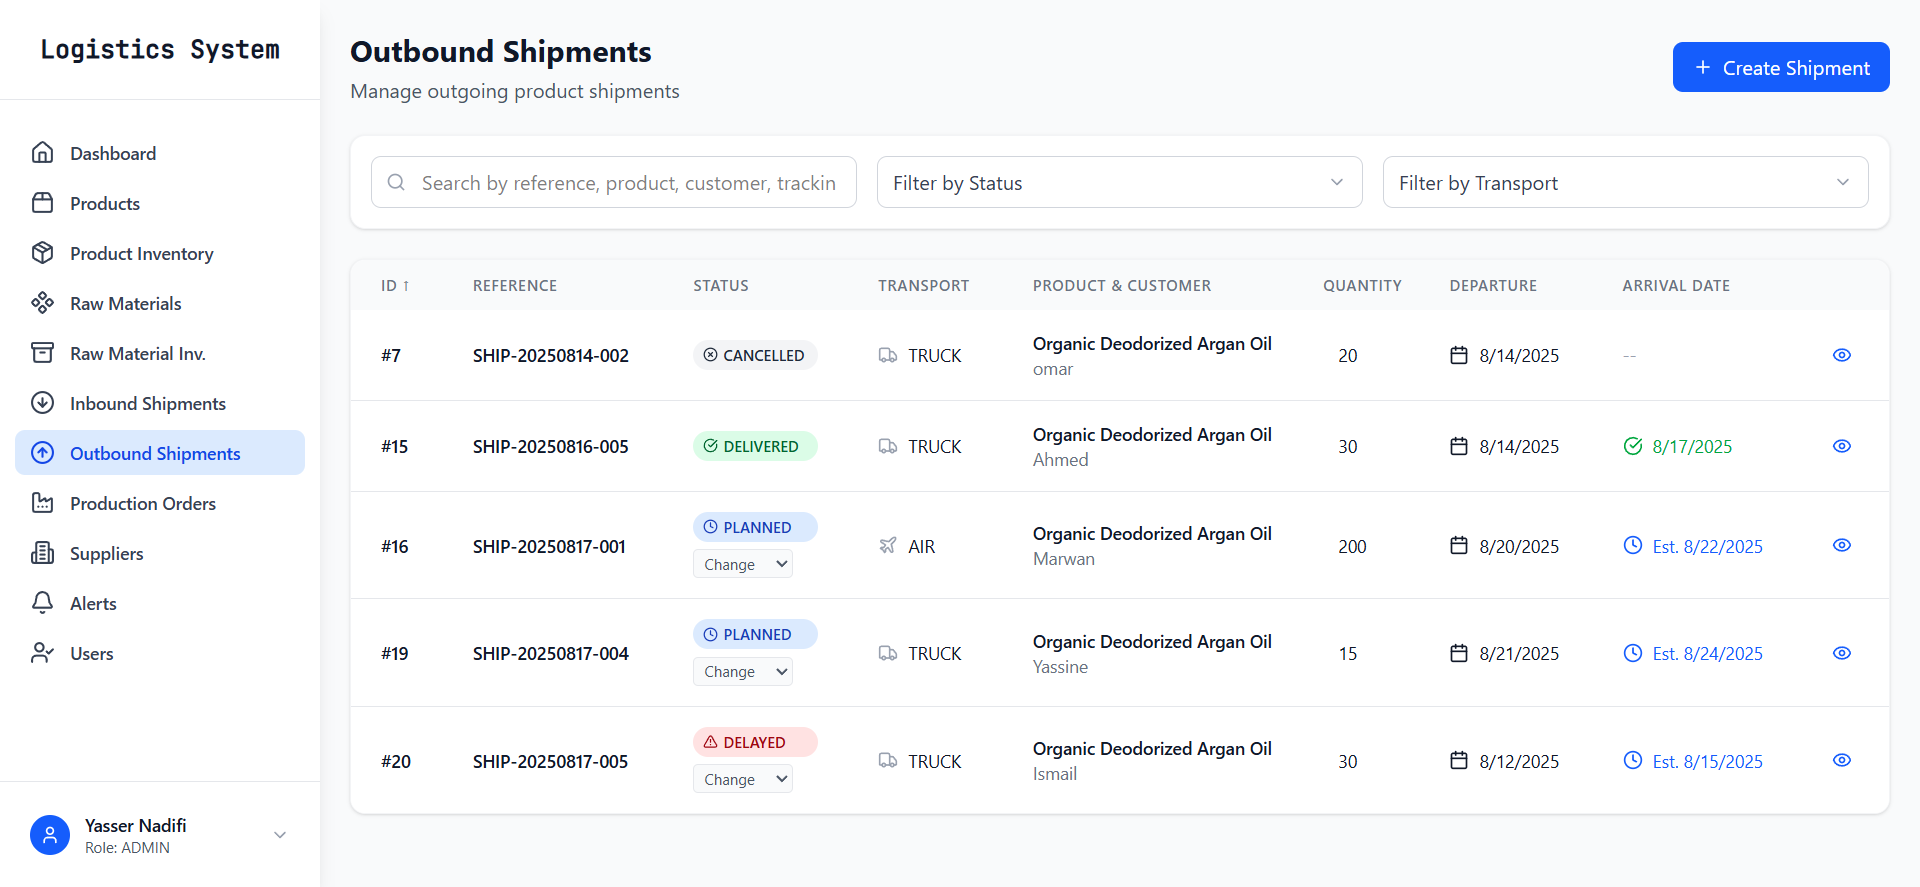 Logistics System
Dashboard
Products
Product Inventory
Raw Materials
Raw Material Inv.
Inbound Shipments
Outbound Shipments
Production Orders
Suppliers
Alerts
Users
Yasser Nadifi
Role: ADMIN
Outbound Shipments
Manage outgoing product shipments
+ Create Shipment
Search by reference, product, customer, trackin
Filter by Status
Filter by Transport
ID ↑ REFERENCE STATUS TRANSPORT PRODUCT & CUSTOMER QUANTITY DEPARTURE ARRIVAL DATE
#7 SHIP-20250814-002 CANCELLED TRUCK Organic Deodorized Argan Oil 20 8/14/2025 --
omar
#15 SHIP-20250816-005 DELIVERED TRUCK Organic Deodorized Argan Oil 30 8/14/2025 8/17/2025
Ahmed
#16 SHIP-20250817-001 PLANNED AIR Organic Deodorized Argan Oil 200 8/20/2025 Est. 8/22/2025
Change Marwan
#19 SHIP-20250817-004 PLANNED TRUCK Organic Deodorized Argan Oil 15 8/21/2025 Est. 8/24/2025
Change Yassine
#20 SHIP-20250817-005 DELAYED TRUCK Organic Deodorized Argan Oil 30 8/12/2025 Est. 8/15/2025
Change Ismail